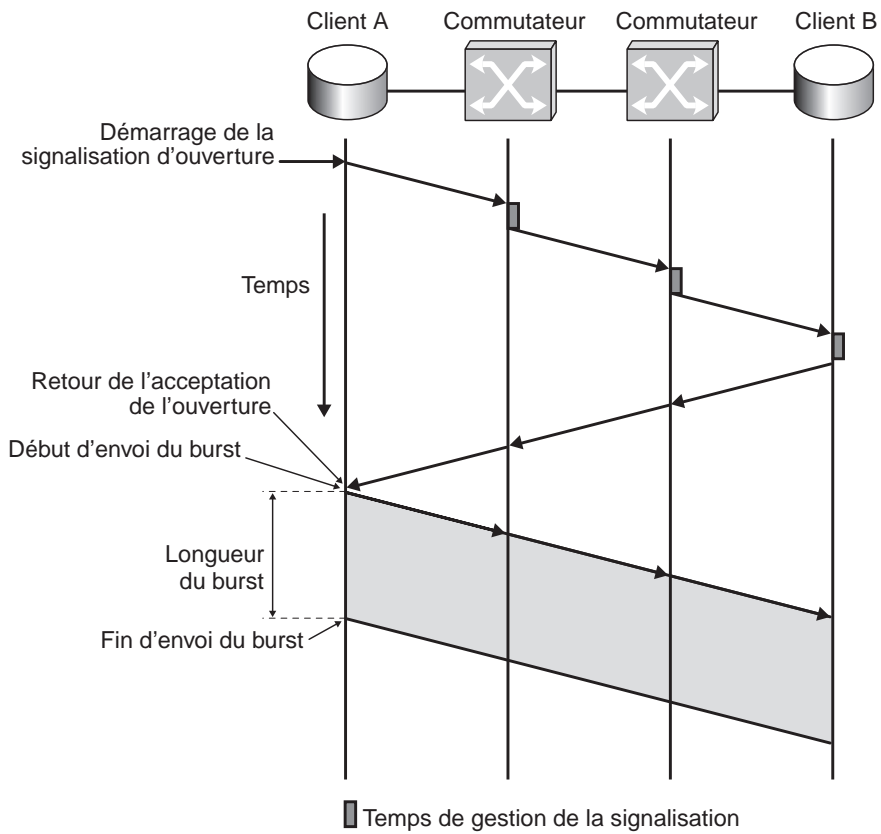 Client A
Commutateur
Commutateur
Client B
Démarrage de la
signalisation d'ouverture
Temps
Retour de l'acceptation
de l'ouverture
Début d'envoi du burst
Longueur
du burst
Fin d'envoi du burst
Temps de gestion de la signalisation